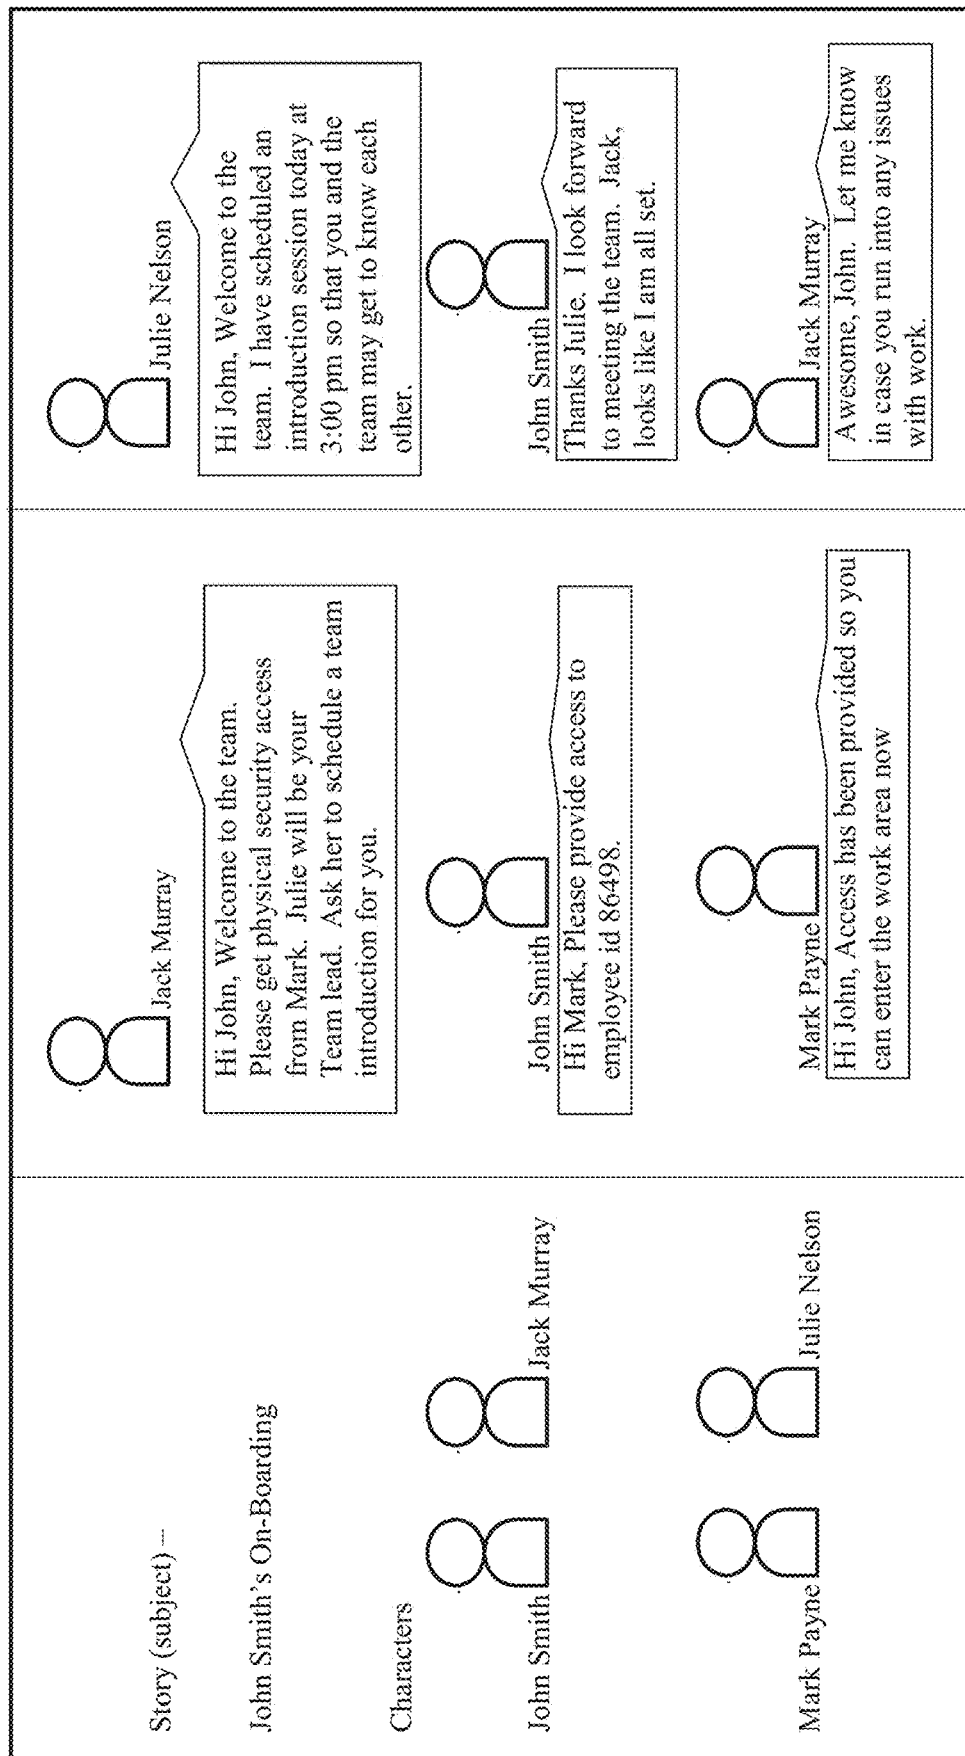 Story (subject) –
John Smith's On-Boarding
Characters
John Smith
Jack Murray
Mark Payne
Julie Nelson
Jack Murray
Hi John, Welcome to the team.
Please get physical security access
from Mark. Julie will be your
Team lead. Ask her to schedule a team
introduction for you.
John Smith
Hi Mark, Please provide access to
employee id 86498.
Mark Payne
Hi John, Access has been provided so you
can enter the work area now
Julie Nelson
Hi John, Welcome to the
team. I have scheduled an
introduction session today at
3:00 pm so that you and the
team may get to know each
other.
John Smith
Thanks Julie. I look forward
to meeting the team. Jack,
looks like I am all set.
Jack Murray
Awesome, John. Let me know
in case you run into any issues
with work.